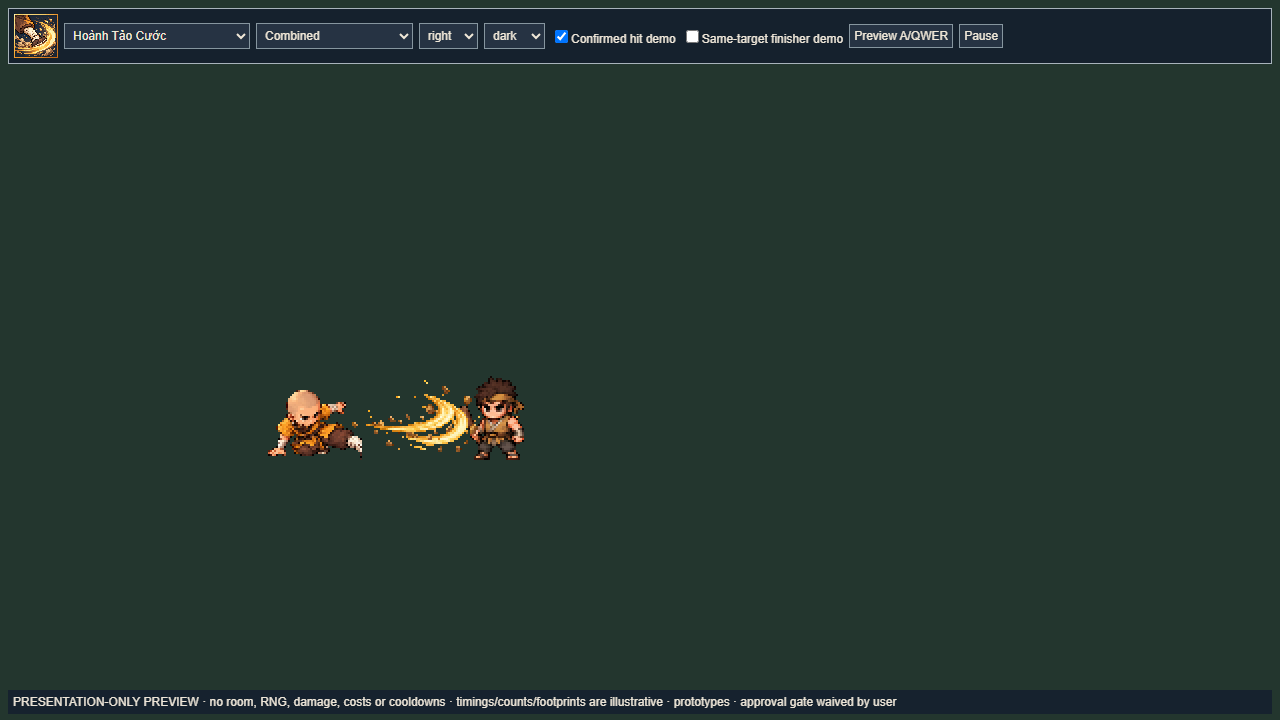 Hoành Tảo Cước Combined right dark Confirmed hit demo Same-target finisher demo Preview A/QWER Pause
PRESENTATION-ONLY PREVIEW · no room, RNG, damage, costs or cooldowns · timings/counts/footprints are illustrative · prototypes · approval gate waived by user